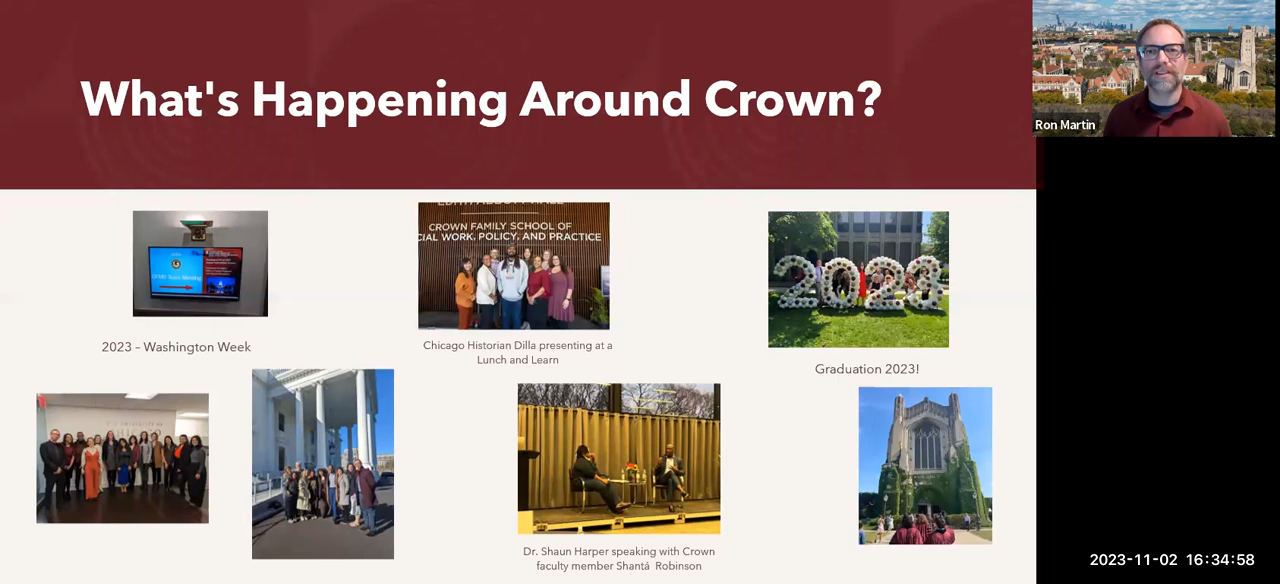 What's Happening Around Crown?
Ron Martin
CROWN FAMILY SCHOOL OF
CIAL WORK, POLICY, AND PRACTICE
2023
2023 – Washington Week
Chicago Historian Dilla presenting at a
Lunch and Learn
Graduation 2023!
Dr. Shaun Harper speaking with Crown
faculty member Shantá Robinson
2023-11-02 16:34:58